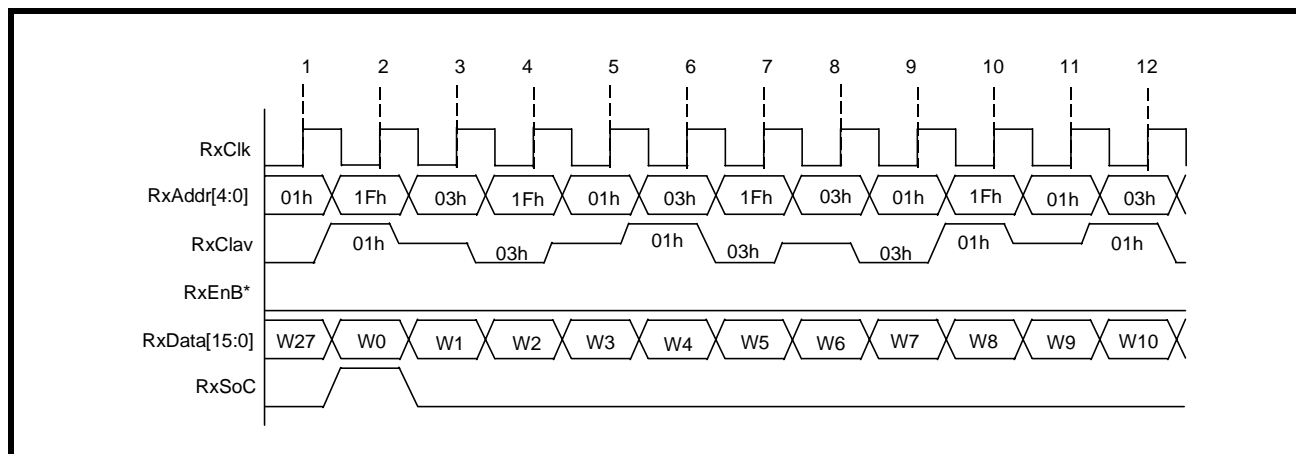 1 2 3 4 5 6 7 8 9 10 11 12
RxClk
RxAddr[4:0] 01h 1Fh 03h 1Fh 01h 03h 1Fh 03h 01h 1Fh 01h 03h
RxClav 01h 03h 01h 03h 03h 01h 01h
RxEnB*
RxData[15:0] W27 W0 W1 W2 W3 W4 W5 W6 W7 W8 W9 W10
RxSoC